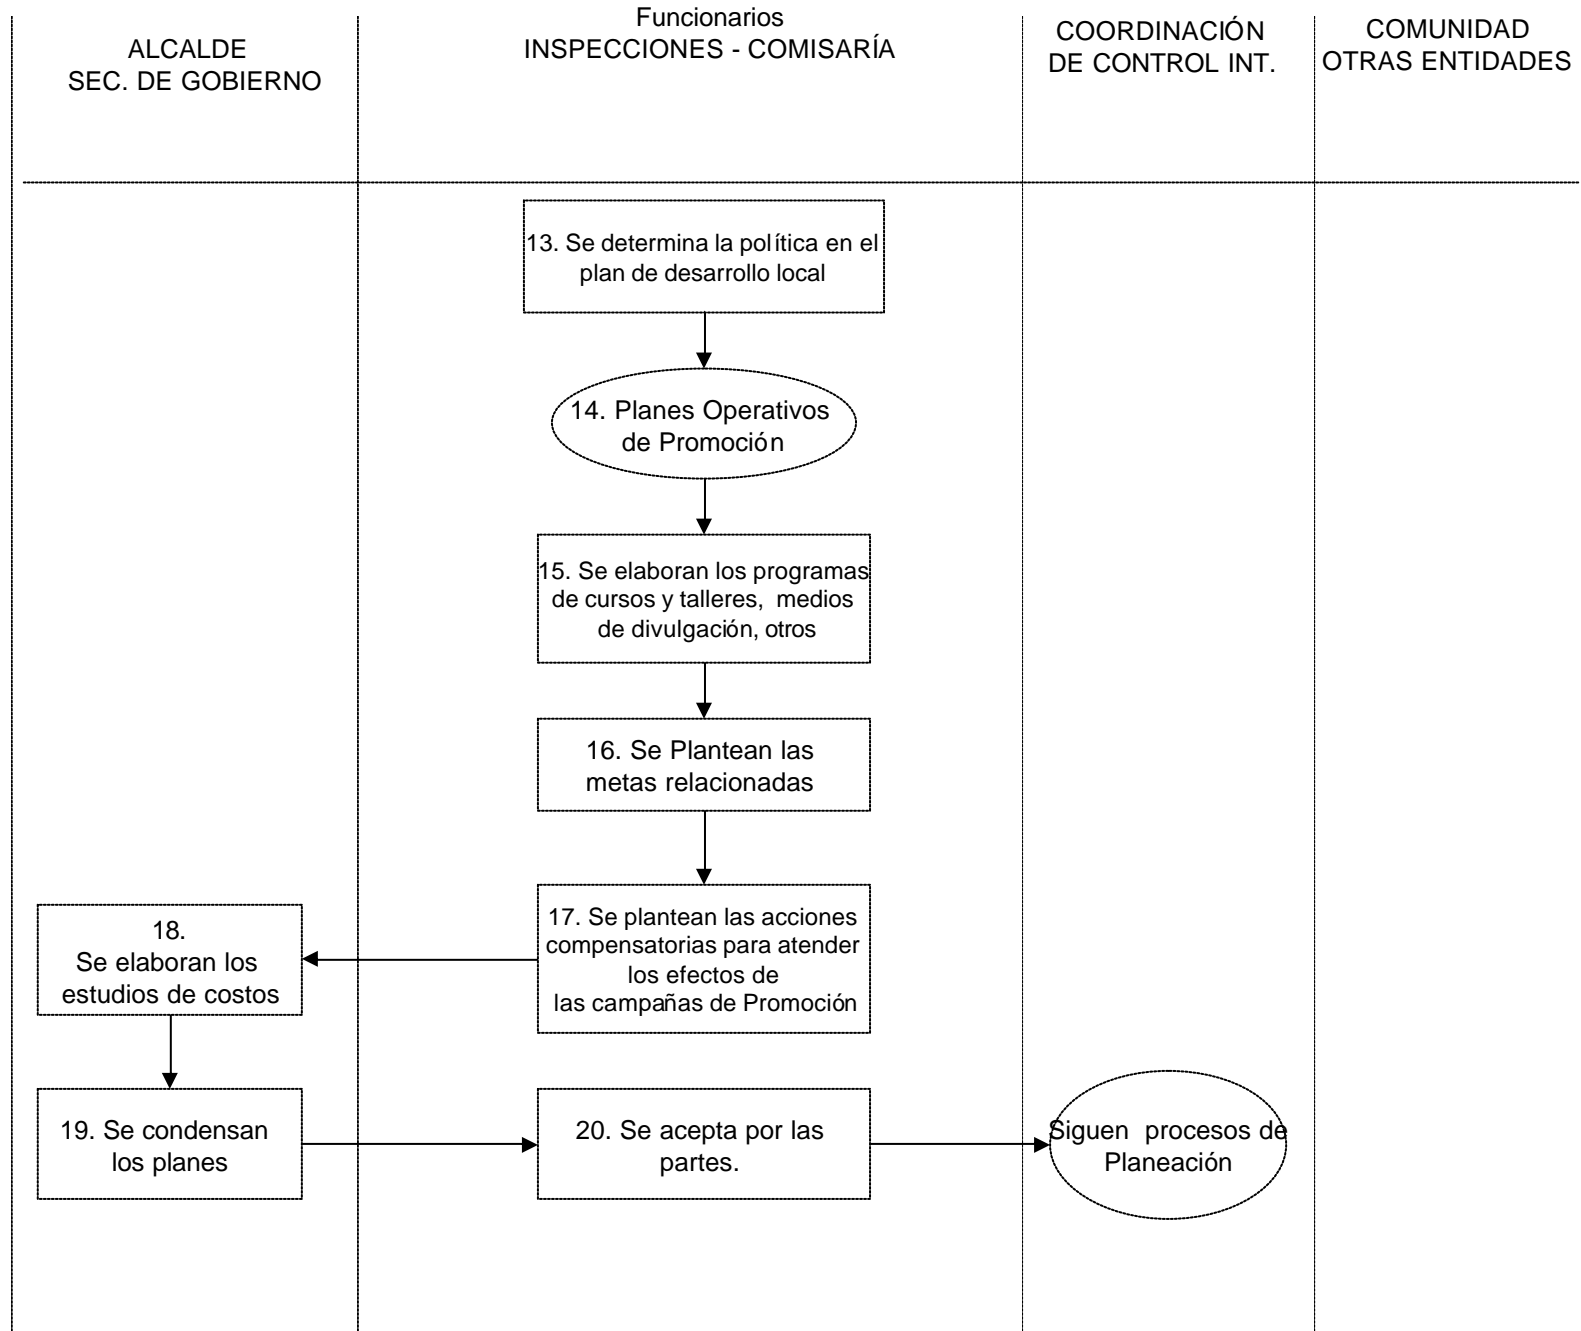 ALCALDE
SEC. DE GOBIERNO
Funcionarios
INSPECCIONES - COMISARÍA
COORDINACIÓN
DE CONTROL INT.
COMUNIDAD
OTRAS ENTIDADES
13. Se determina la política en el
plan de desarrollo local
14. Planes Operativos
de Promoción
15. Se elaboran los programas
de cursos y talleres, medios
de divulgación, otros
16. Se Plantean las
metas relacionadas
17. Se plantean las acciones
compensatorias para atender
los efectos de
las campañas de Promoción
18.
Se elaboran los
estudios de costos
19. Se condensan
los planes
20. Se acepta por las
partes.
Siguen procesos de
Planeación